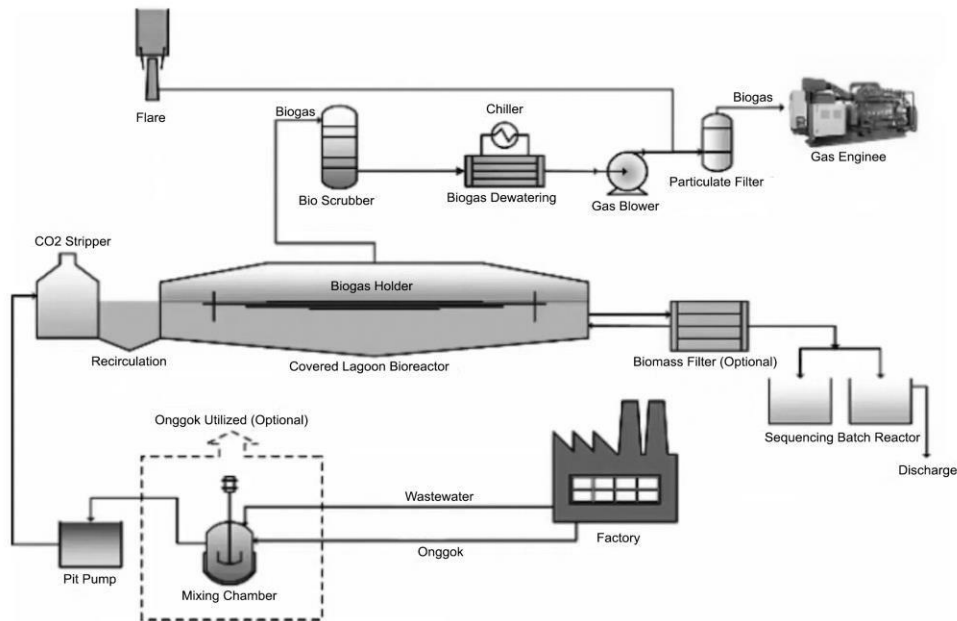 Flare
Biogas
Chiller
Biogas
Bio Scrubber
Biogas Dewatering
Gas Blower
Particulate Filter
Gas Enginee
CO2 Stripper
Biogas Holder
Recirculation
Covered Lagoon Bioreactor
Biomass Filter (Optional)
Onggok Utilized (Optional)
Sequencing Batch Reactor
Discharge
Wastewater
Onggok
Factory
Pit Pump
Mixing Chamber